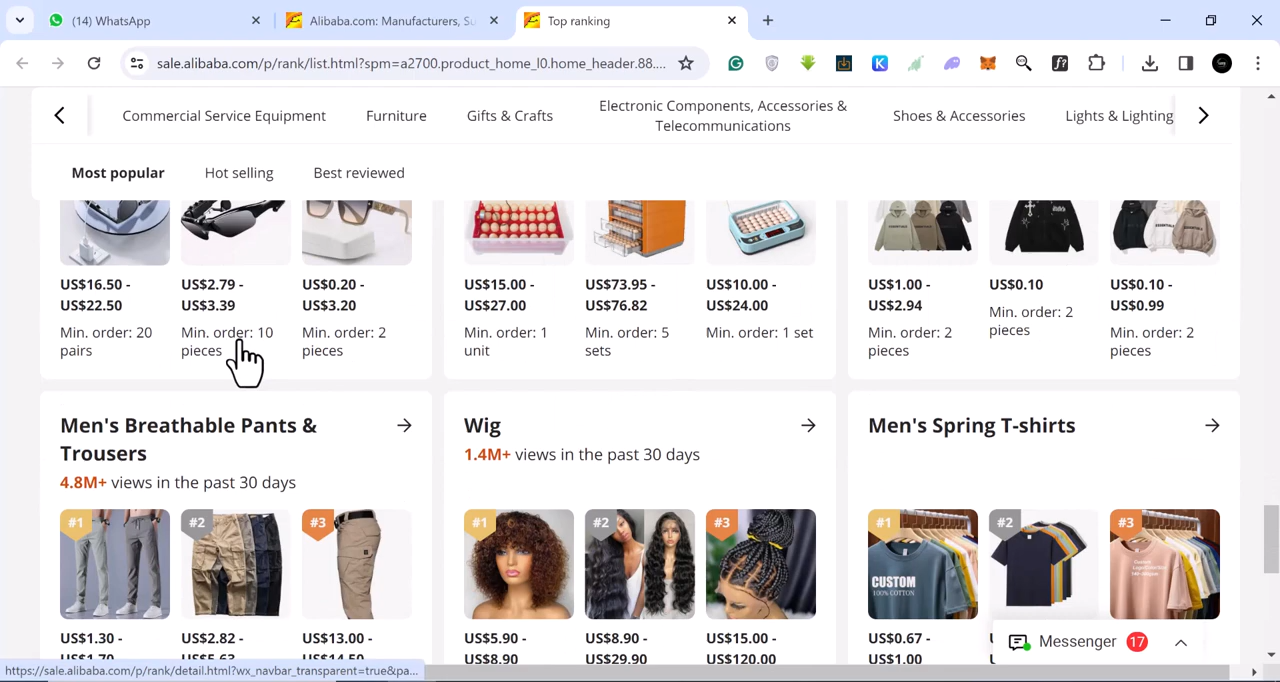 (14) WhatsApp
Alibaba.com: Manufacturers, Su
Top ranking
sale.alibaba.com/p/rank/list.html?spm=a2700.product_home_l0.home_header.88....
Commercial Service Equipment
Furniture
Gifts & Crafts
Electronic Components, Accessories &
Telecommunications
Shoes & Accessories
Lights & Lighting
Most popular
Hot selling
Best reviewed
US$16.50 -
US$22.50
Min. order: 20
pairs
US$2.79 -
US$3.39
Min. order: 10
pieces
US$0.20 -
US$3.20
Min. order: 2
pieces
US$15.00 -
US$27.00
Min. order: 1
unit
US$73.95 -
US$76.82
Min. order: 5
sets
US$10.00 -
US$24.00
Min. order: 1 set
US$1.00 -
US$2.94
Min. order: 2
pieces
US$0.10
Min. order: 2
pieces
US$0.10 -
US$0.99
Min. order: 2
pieces
Men's Breathable Pants &
Trousers
4.8M+ views in the past 30 days
#1
#2
#3
US$1.30 -
US$1.70
US$2.82 -
US$5.63
US$13.00 -
US$14.50
Wig
1.4M+ views in the past 30 days
#1
#2
#3
US$5.90 -
US$8.90
US$8.90 -
US$29.90
US$15.00 -
US$120.00
Men's Spring T-shirts
#1
#2
#3
CUSTOM
100% COTTON
US$0.67 -
US$1.00
Messenger 17
https://sale.alibaba.com/p/rank/detail.html?wx_navbar_transparent=true&pa...